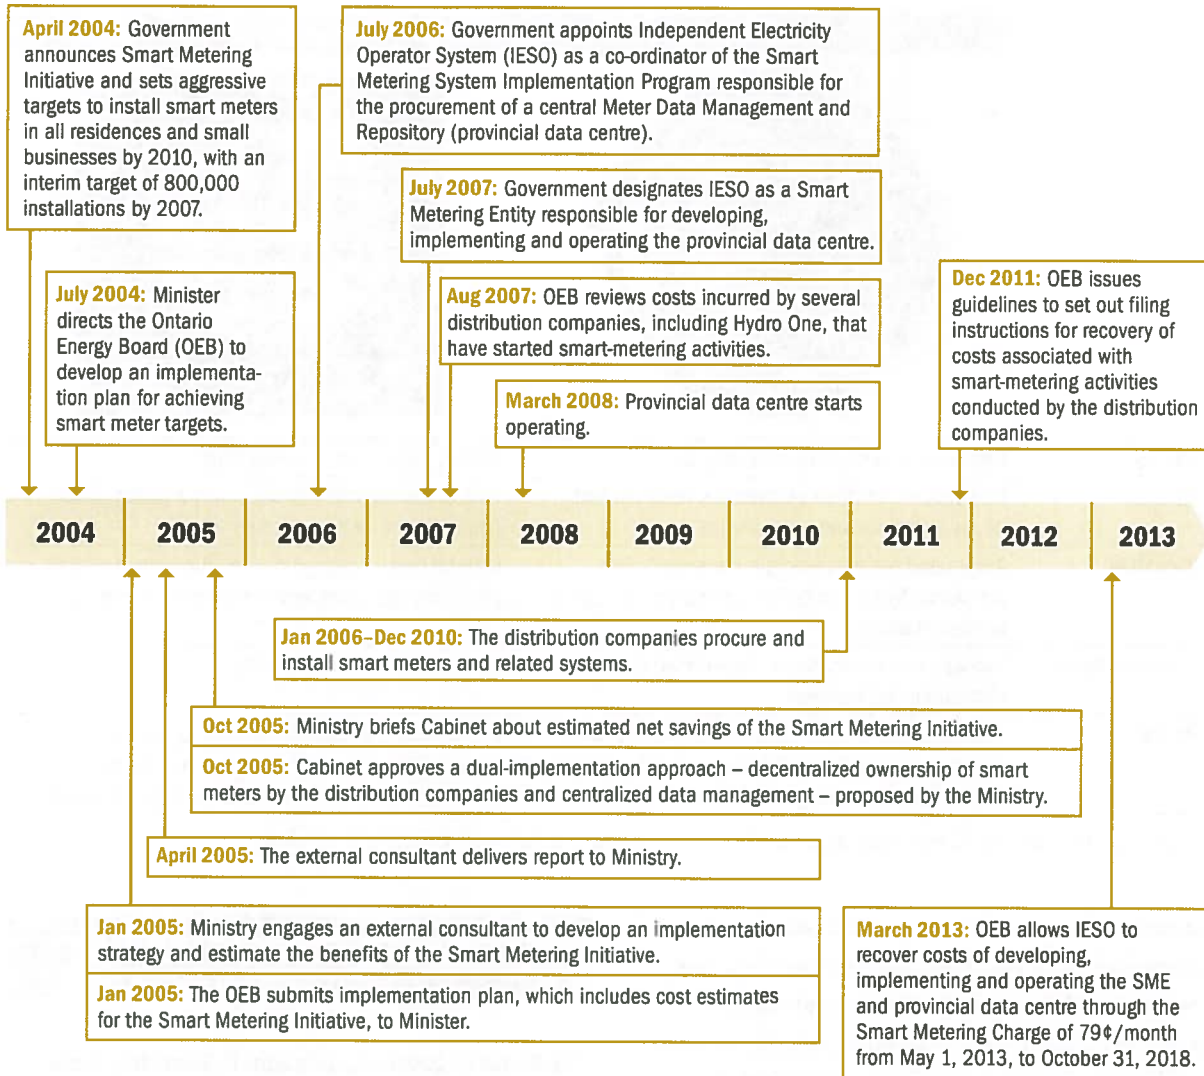 April 2004: Government
announces Smart Metering
Initiative and sets aggressive
targets to install smart meters
in all residences and small
businesses by 2010, with an
interim target of 800,000
installations by 2007.
July 2006: Government appoints Independent Electricity
Operator System (IESO) as a co-ordinator of the Smart
Metering System Implementation Program responsible for
the procurement of a central Meter Data Management and
Repository (provincial data centre).
July 2007: Government designates IESO as a Smart
Metering Entity responsible for developing,
implementing and operating the provincial data centre.
July 2004: Minister
directs the Ontario
Energy Board (OEB) to
develop an implementa-
tion plan for achieving
smart meter targets.
Aug 2007: OEB reviews costs incurred by several
distribution companies, including Hydro One, that
have started smart-metering activities.
March 2008: Provincial data centre starts
operating.
Dec 2011: OEB issues
guidelines to set out filing
instructions for recovery of
costs associated with
smart-metering activities
conducted by the distribution
companies.
2004 2005 2006 2007 2008 2009 2010 2011 2012 2013
Jan 2006–Dec 2010: The distribution companies procure and
install smart meters and related systems.
Oct 2005: Ministry briefs Cabinet about estimated net savings of the Smart Metering Initiative.
Oct 2005: Cabinet approves a dual-implementation approach – decentralized ownership of smart
meters by the distribution companies and centralized data management – proposed by the Ministry.
April 2005: The external consultant delivers report to Ministry.
Jan 2005: Ministry engages an external consultant to develop an implementation
strategy and estimate the benefits of the Smart Metering Initiative.
Jan 2005: The OEB submits implementation plan, which includes cost estimates
for the Smart Metering Initiative, to Minister.
March 2013: OEB allows IESO to
recover costs of developing,
implementing and operating the SME
and provincial data centre through the
Smart Metering Charge of 79¢/month
from May 1, 2013, to October 31, 2018.